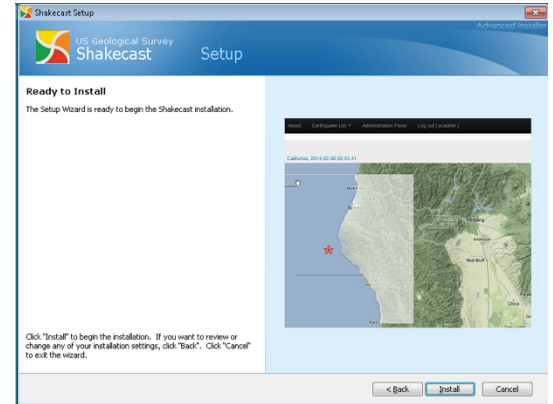 Shakecast Setup
Advanced Installer
US Geological Survey
Shakecast Setup
Ready to Install
The Setup Wizard is ready to begin the Shakecast installation.
About Earthquake List Administration Panel Log out [ scadmin ]
California, 2014-02-06 02:53:41
Redding
Anderson
Red Bluff
Chico
Click "Install" to begin the installation. If you want to review or
change any of your installation settings, click "Back". Click "Cancel"
to exit the wizard.
< Back Install Cancel